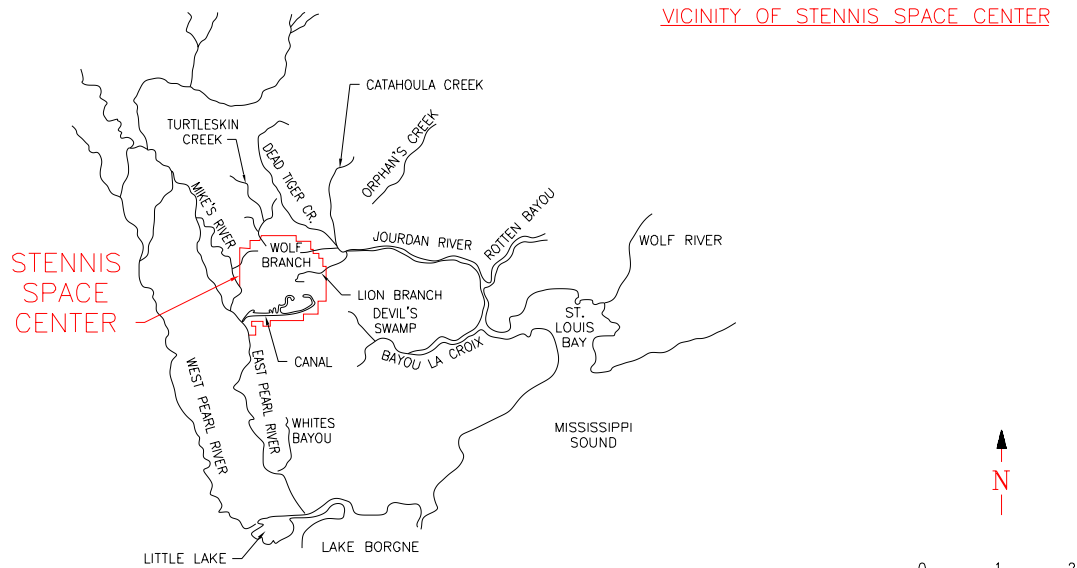 VICINITY OF STENNIS SPACE CENTER
CATAHOULA CREEK
TURTLESKIN
CREEK
DEAD TIGER CR.
ORPHAN'S CREEK
MIKE'S RIVER
ROTTEN BAYOU
WOLF
BRANCH
JOURDAN RIVER
WOLF RIVER
STENNIS
SPACE
CENTER
LION BRANCH
DEVIL'S
SWAMP
ST.
LOUIS
BAY
BAYOU LA CROIX
CANAL
WEST PEARL RIVER
EAST PEARL RIVER
WHITES
BAYOU
MISSISSIPPI
SOUND
N
LAKE BORGNE
LITTLE LAKE
0 1 2